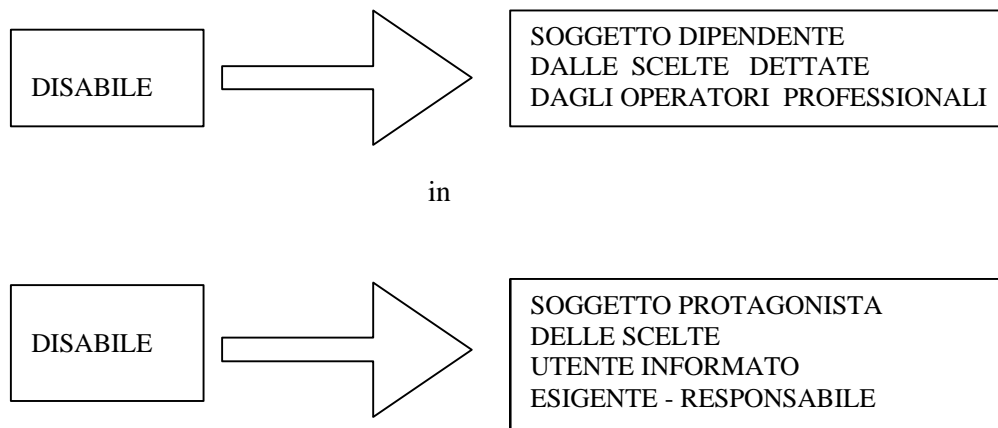 DISABILE
SOGGETTO DIPENDENTE
DALLE SCELTE DETTATE
DAGLI OPERATORI PROFESSIONALI
in
DISABILE
SOGGETTO PROTAGONISTA
DELLE SCELTE
UTENTE INFORMATO
ESIGENTE - RESPONSABILE